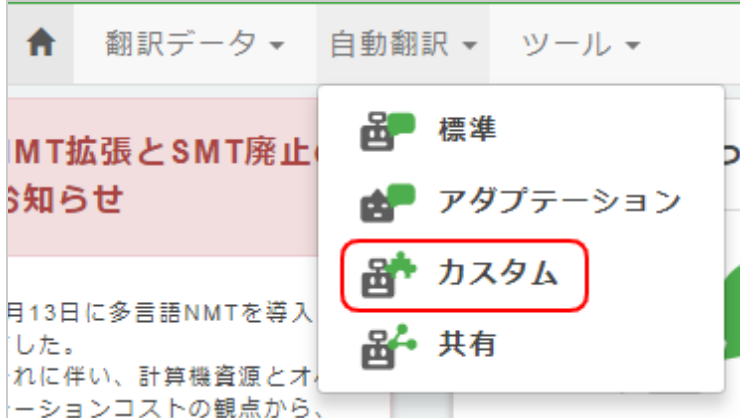 翻訳データ 自動翻訳 ツール
標準
アダプテーション
カスタム
共有
MT拡張とSMT廃止
知らせ
月13日に多言語NMTを導入
した。
れに伴い、計算機資源とオ
ーションコストの観点から、